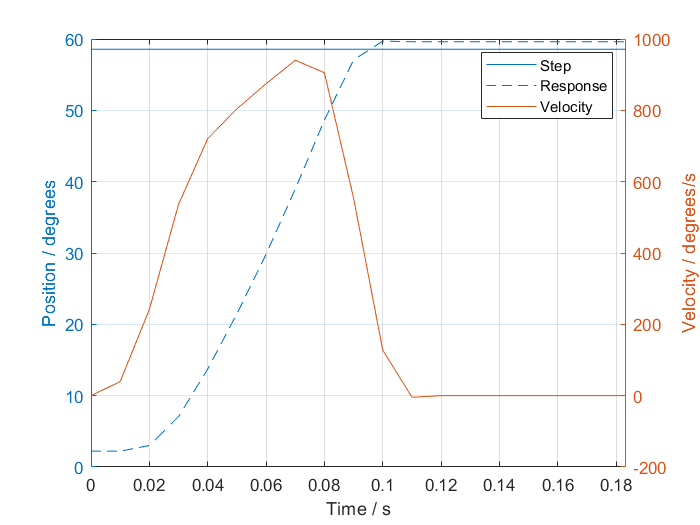 60
50
40
30
20
10
0
Position / degrees
1000
800
600
400
200
0
-200
Velocity / degrees/s
Step
Response
Velocity
0 0.02 0.04 0.06 0.08 0.1 0.12 0.14 0.16 0.18
Time / s